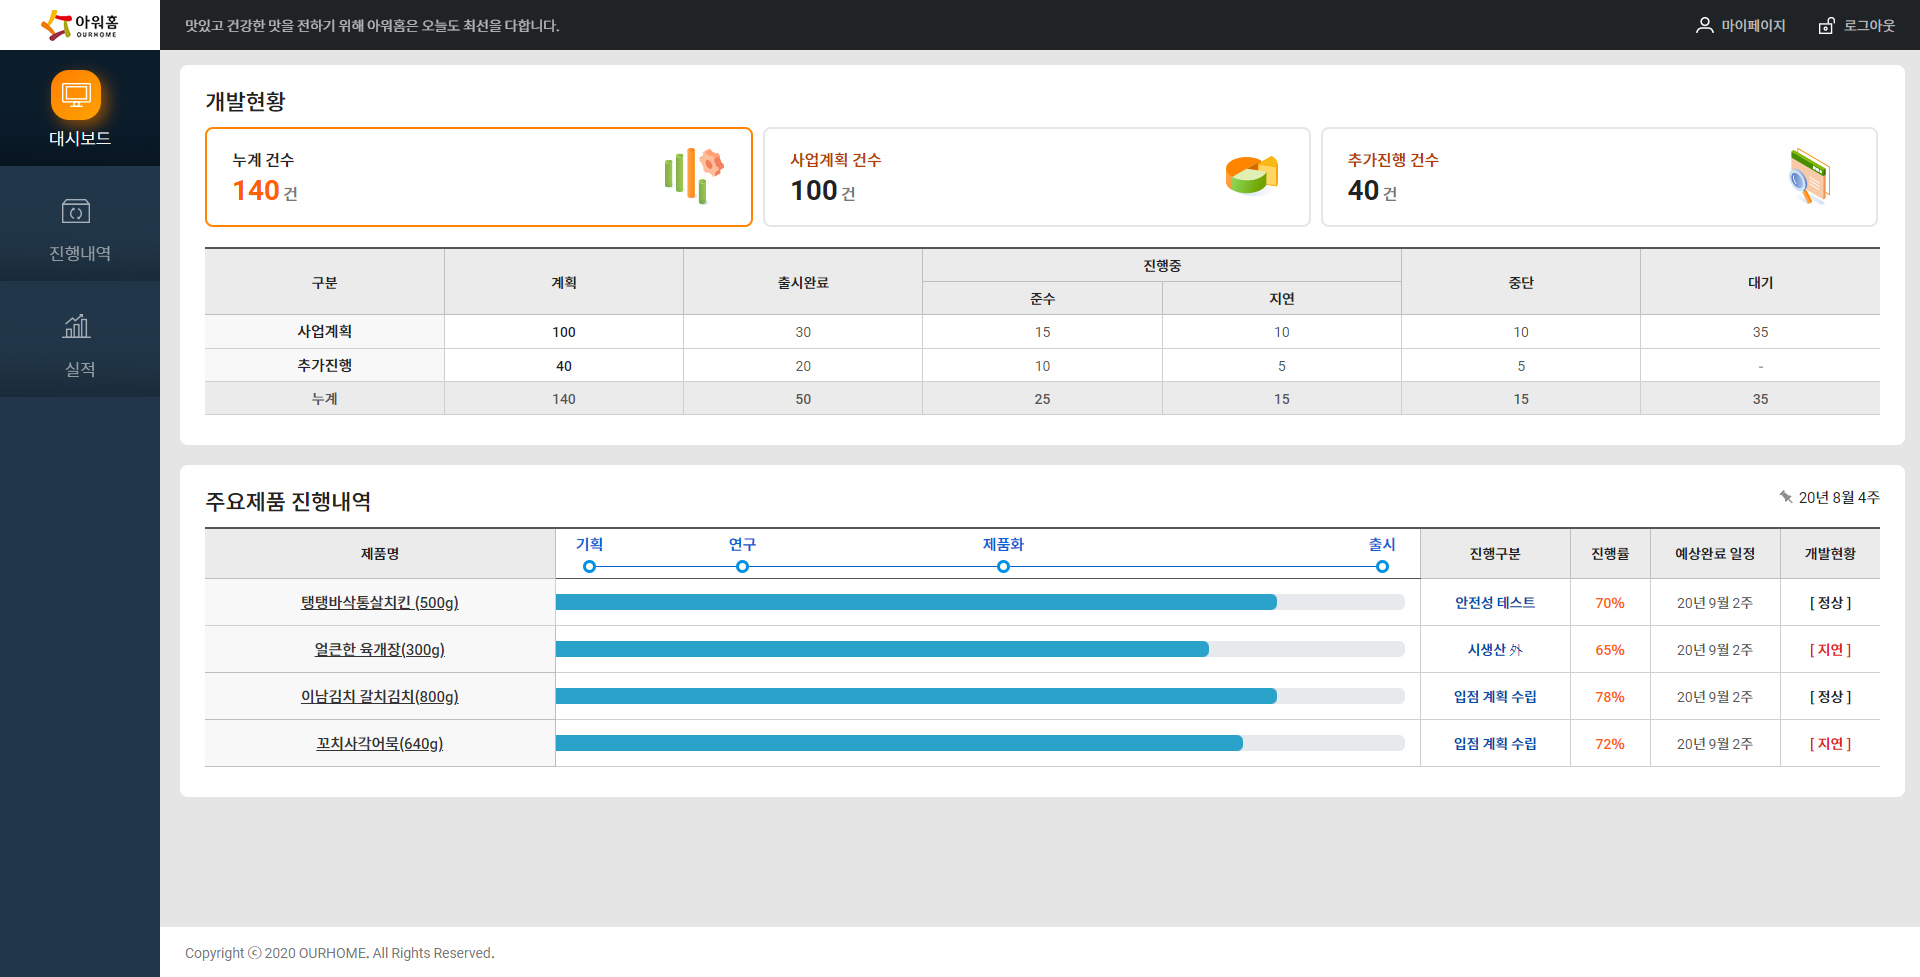 아워홈
OURHOME
맛있고 건강한 맛을 전하기 위해 아워홈은 오늘도 최선을 다합니다.
마이페이지
로그아웃
대시보드
진행내역
실적
개발현황
누계 건수
140 건
사업계획 건수
100 건
추가진행 건수
40 건
구분 계획 출시완료 진행중 중단 대기
준수 지연
사업계획 100 30 15 10 10 35
추가진행 40 20 10 5 5 -
누계 140 50 25 15 15 35
주요제품 진행내역
20년 8월 4주
제품명 기획 연구 제품화 출시 진행구분 진행률 예상완료 일정 개발현황
탱탱바삭통살치킨 (500g) 안전성 테스트 70% 20년 9월 2주 [ 정상 ]
얼큰한 육개장(300g) 시생산 外 65% 20년 9월 2주 [ 지연 ]
이남김치 갈치김치(800g) 입점 계획 수립 78% 20년 9월 2주 [ 정상 ]
꼬치사각어묵(640g) 입점 계획 수립 72% 20년 9월 2주 [ 지연 ]
Copyright ⓒ 2020 OURHOME. All Rights Reserved.